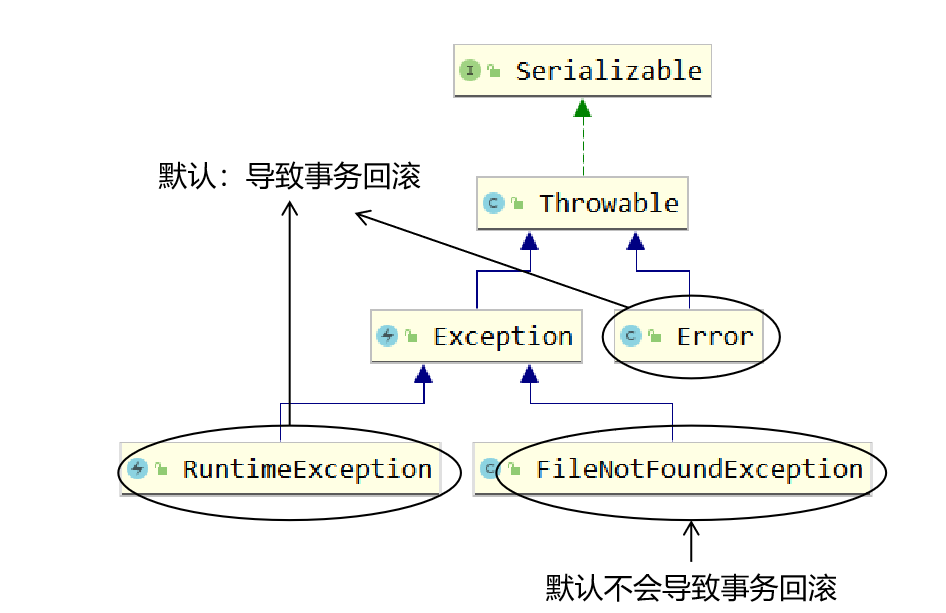 Serializable
默认：导致事务回滚
Throwable
Exception
Error
RuntimeException
FileNotFoundException
默认不会导致事务回滚